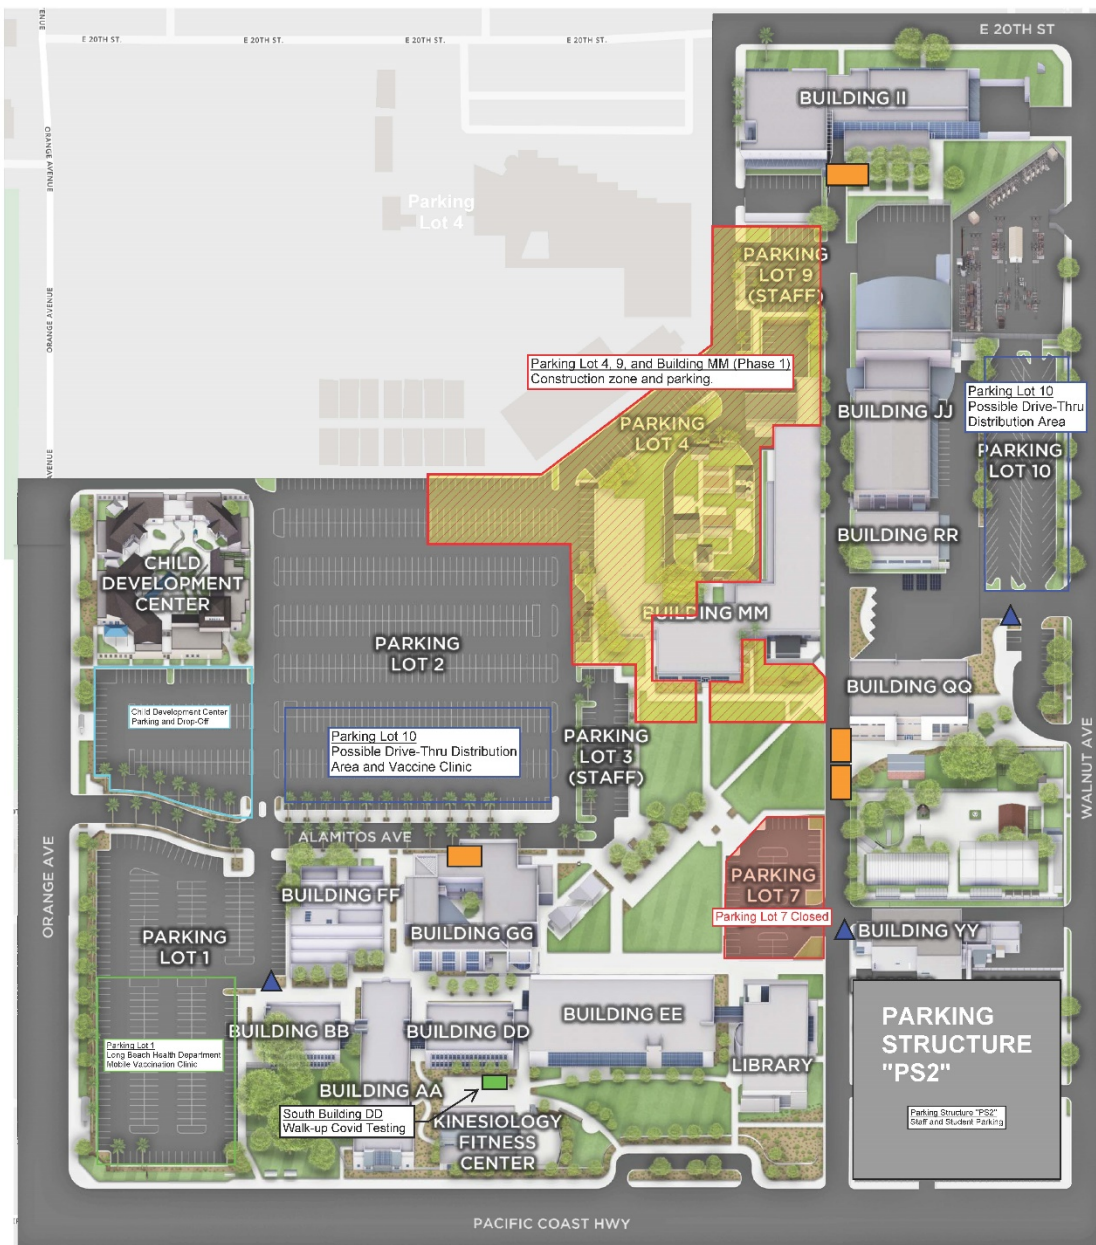 ENUE
E 20TH ST.
E 20TH ST.
E 20TH ST.
E 20TH ST.
E 20TH ST
BUILDING II
ORANGE AVENUE
Parking
Lot 4
PARKING
LOT 9
(STAFF)
ORANGE AVENUE
Parking Lot 4, 9, and Building MM (Phase 1)
Construction zone and parking.
Parking Lot 10
Possible Drive-Thru
Distribution Area
BUILDING JJ
PARKING
LOT 4
PARKING
LOT 10
AVENUE
BUILDING RR
CHILD
DEVELOPMENT
CENTER
BUILDING MM
PARKING
LOT 2
BUILDING QQ
Child Development Center
Parking and Drop-Off
Parking Lot 10
Possible Drive-Thru Distribution
Area and Vaccine Clinic
PARKING
LOT 3
(STAFF)
WALNUT AVE
ALAMITOS AVE
ORANGE AVE
BUILDING FF
PARKING
LOT 7
Parking Lot 7 Closed
BUILDING GG
BUILDING YY
PARKING
LOT 1
PARKING
STRUCTURE
"PS2"
BUILDING EE
BUILDING BB
BUILDING DD
Parking Lot 1
Long Beach Health Department
Mobile Vaccination Clinic
LIBRARY
BUILDING AA
South Building DD
Walk-up Covid Testing
KINESIOLOGY
FITNESS
CENTER
Parking Structure "PS2"
Staff and Student Parking
PACIFIC COAST HWY